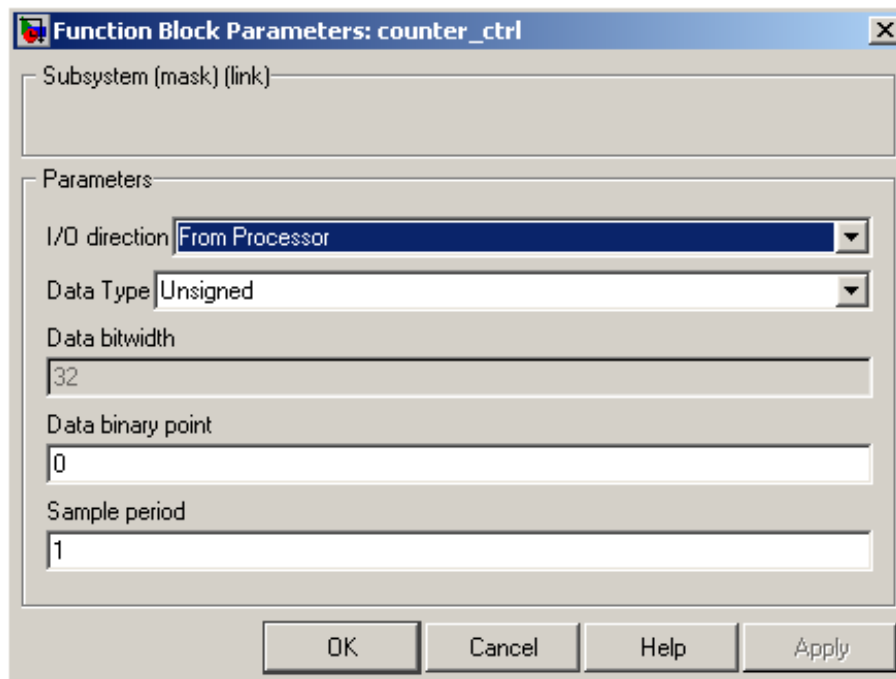 Function Block Parameters: counter_ctrl
Subsystem (mask) (link)
Parameters
I/O direction From Processor
Data Type Unsigned
Data bitwidth
32
Data binary point
0
Sample period
1
OK Cancel Help Apply